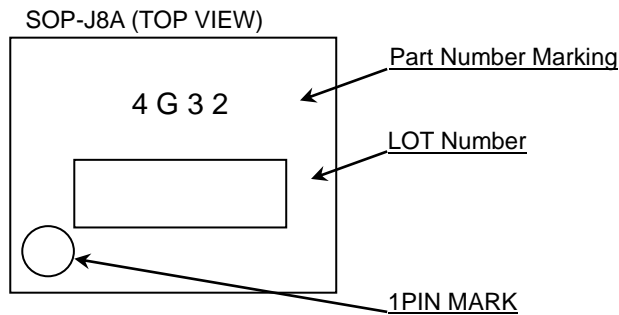 SOP-J8A (TOP VIEW)
Part Number Marking
4 G 3 2
LOT Number
1PIN MARK